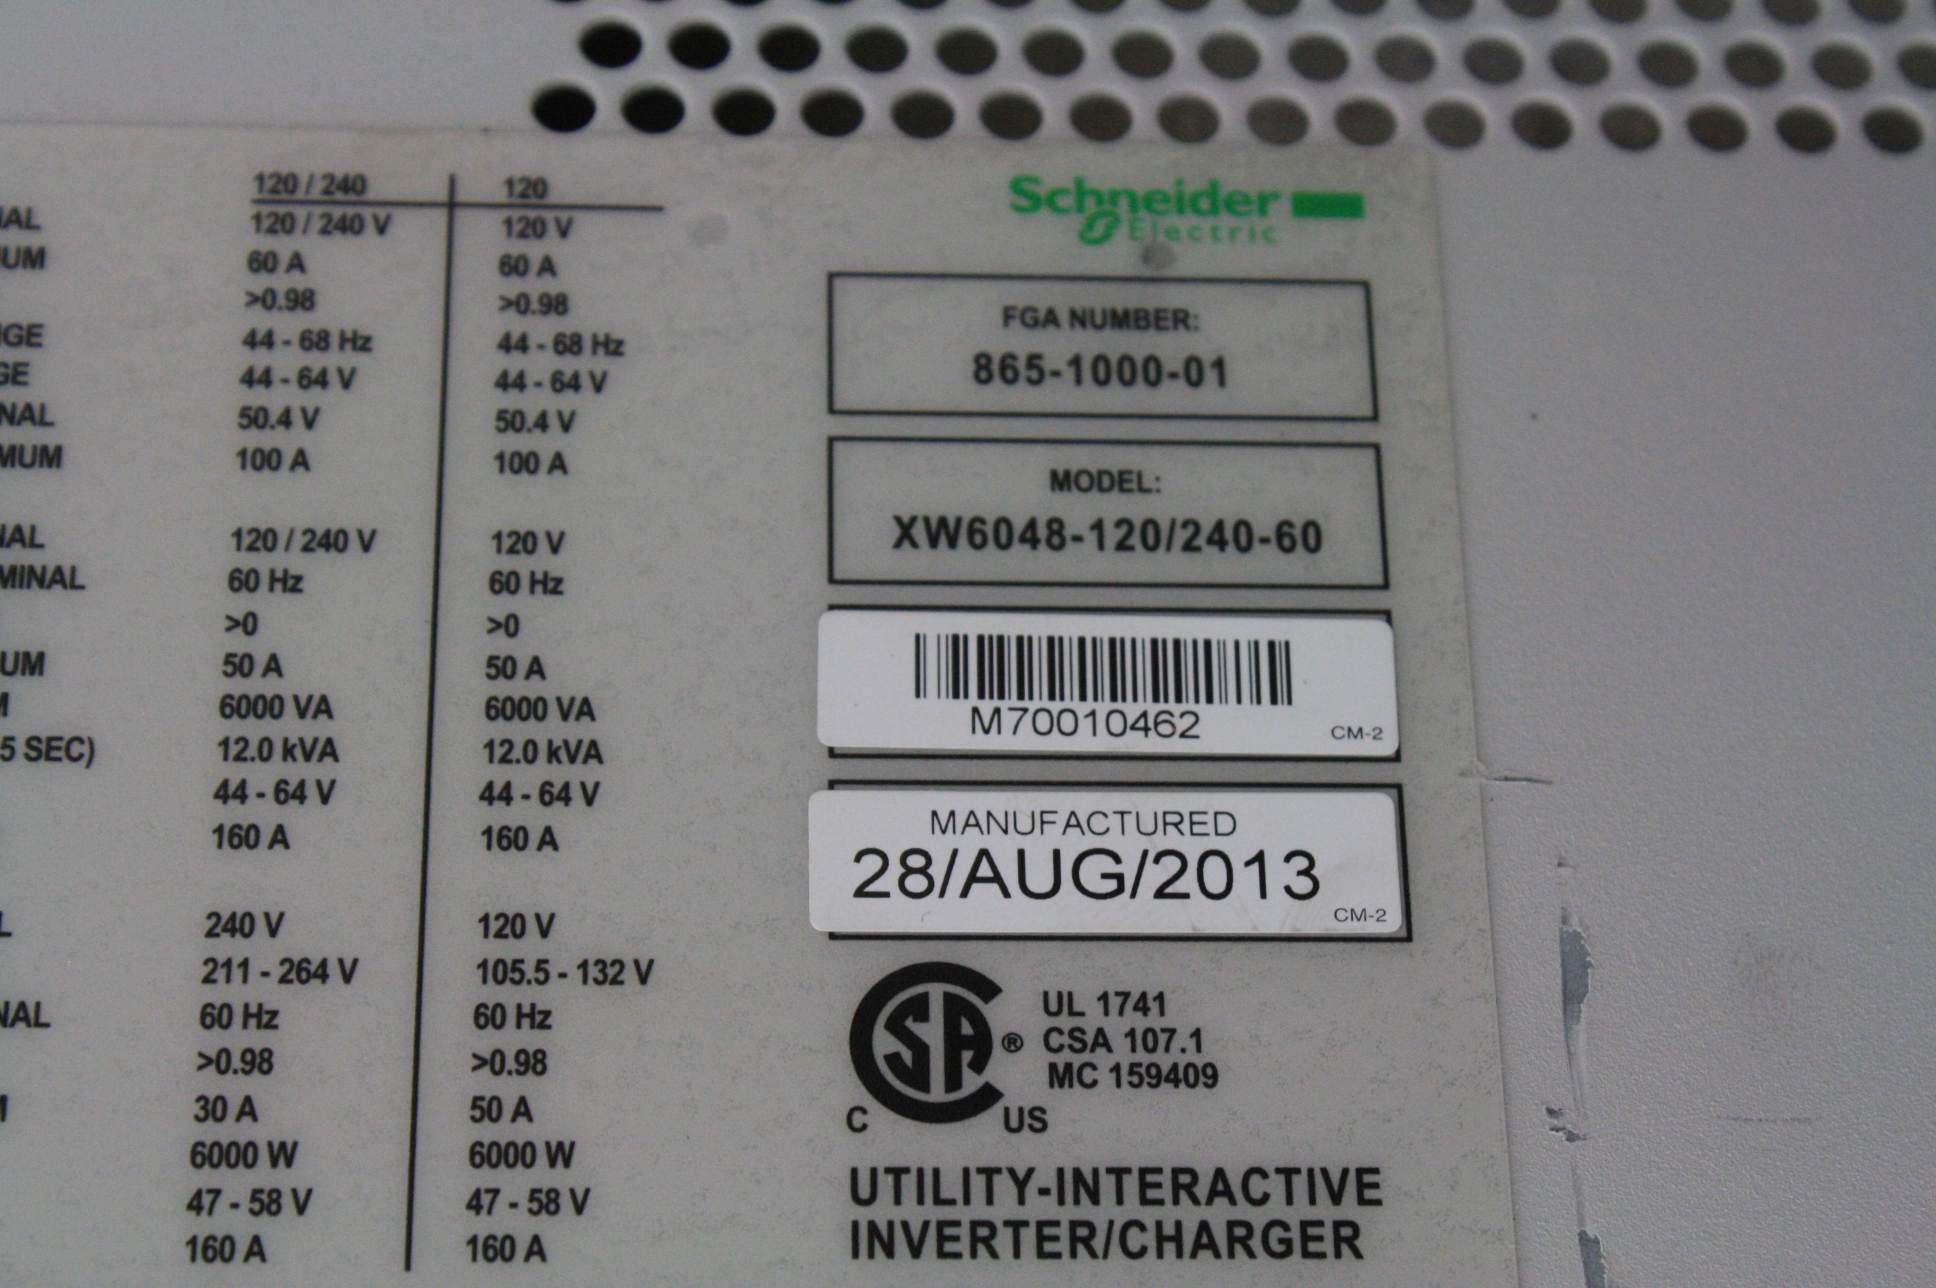 120 / 240 120
NAL 120 / 240 V 120 V
UM 60 A 60 A
>0.98 >0.98
NGE 44 - 68 Hz 44 - 68 Hz
GE 44 - 64 V 44 - 64 V
NAL 50.4 V 50.4 V
MUM 100 A 100 A
NAL 120 / 240 V 120 V
MINAL 60 Hz 60 Hz
>0 >0
UM 50 A 50 A
M 6000 VA 6000 VA
5 SEC) 12.0 kVA 12.0 kVA
44 - 64 V 44 - 64 V
160 A 160 A
L 240 V 120 V
211 - 264 V 105.5 - 132 V
NAL 60 Hz 60 Hz
>0.98 >0.98
M 30 A 50 A
6000 W 6000 W
47 - 58 V 47 - 58 V
160 A 160 A
Schneider
Electric
FGA NUMBER:
865-1000-01
MODEL:
XW6048-120/240-60
M70010462
CM-2
MANUFACTURED
28/AUG/2013
CM-2
SA ®
C US
UL 1741
CSA 107.1
MC 159409
UTILITY-INTERACTIVE
INVERTER/CHARGER